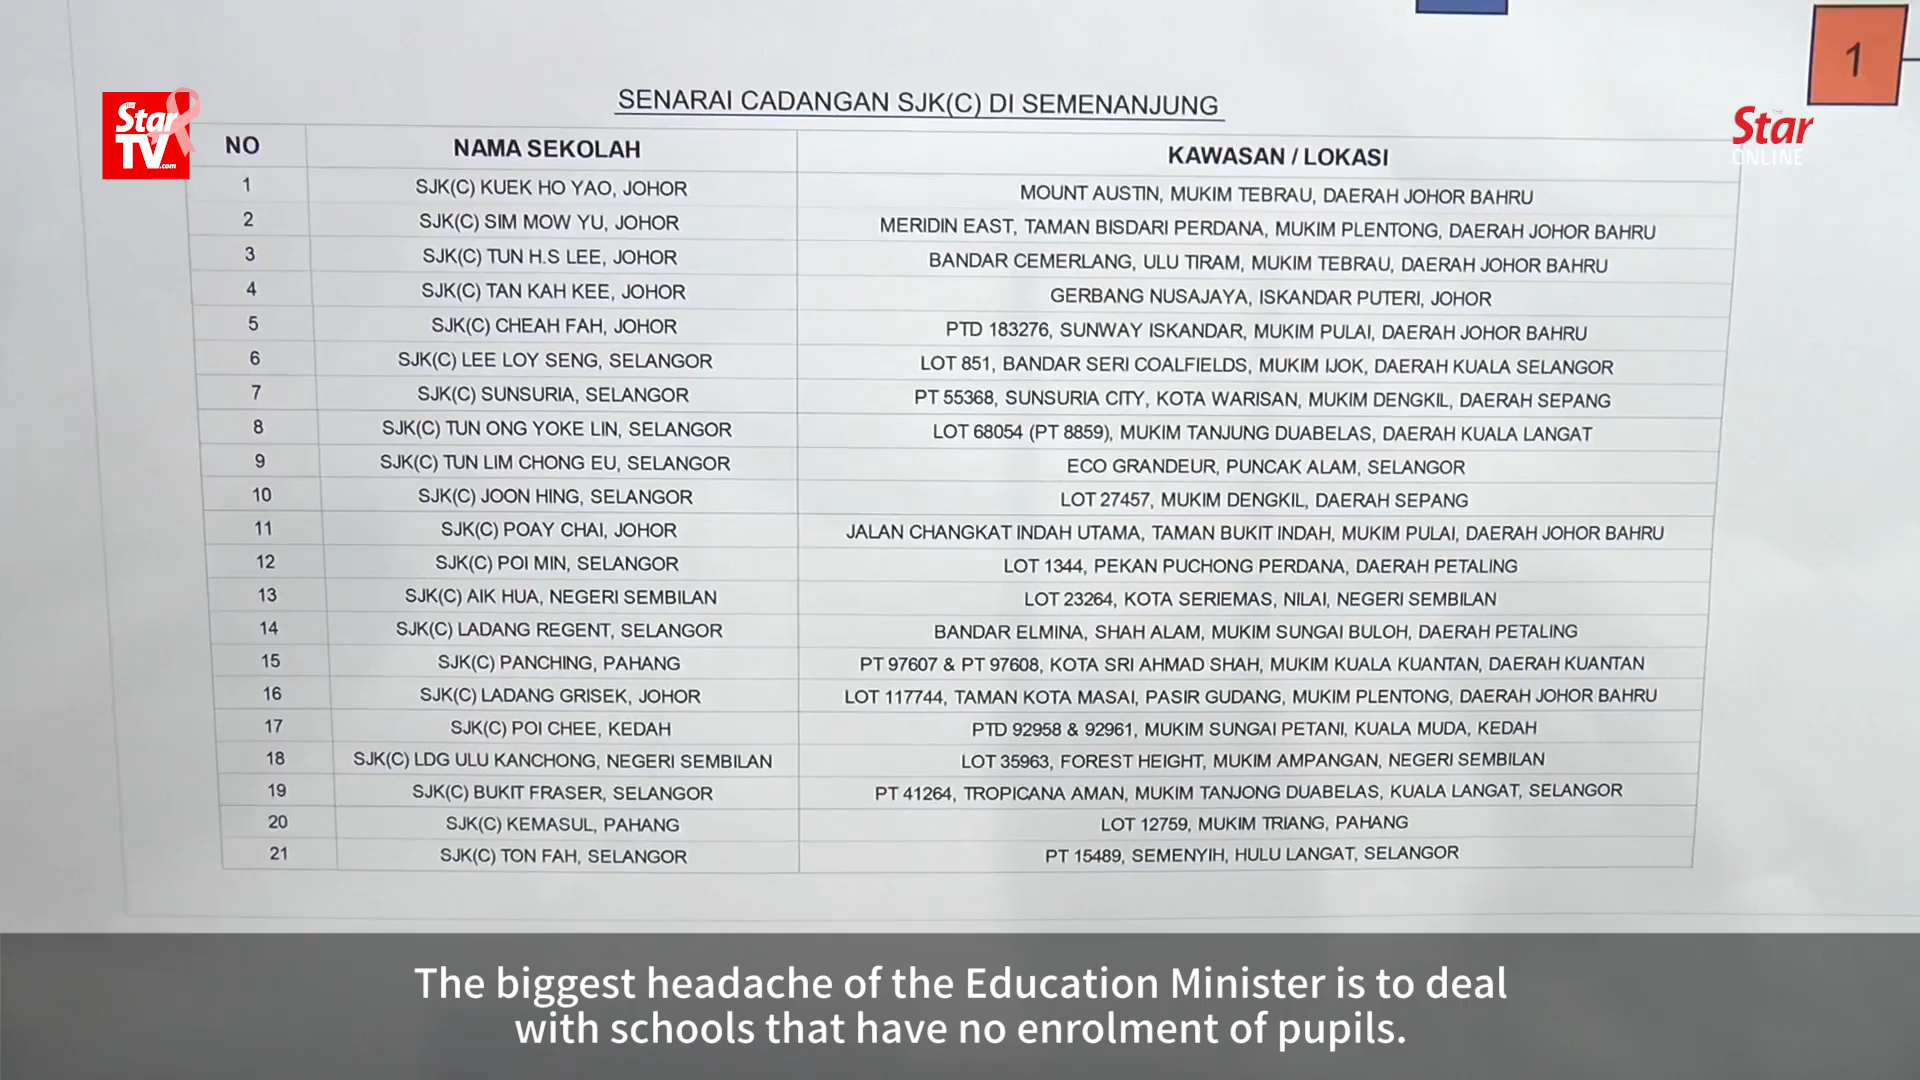 1
SENARAI CADANGAN SJK(C) DI SEMENANJUNG
THE
Star
TV.com
The
Star
ONLINE
NO NAMA SEKOLAH KAWASAN / LOKASI
1 SJK(C) KUEK HO YAO, JOHOR MOUNT AUSTIN, MUKIM TEBRAU, DAERAH JOHOR BAHRU
2 SJK(C) SIM MOW YU, JOHOR MERIDIN EAST, TAMAN BISDARI PERDANA, MUKIM PLENTONG, DAERAH JOHOR BAHRU
3 SJK(C) TUN H.S LEE, JOHOR BANDAR CEMERLANG, ULU TIRAM, MUKIM TEBRAU, DAERAH JOHOR BAHRU
4 SJK(C) TAN KAH KEE, JOHOR GERBANG NUSAJAYA, ISKANDAR PUTERI, JOHOR
5 SJK(C) CHEAH FAH, JOHOR PTD 183276, SUNWAY ISKANDAR, MUKIM PULAI, DAERAH JOHOR BAHRU
6 SJK(C) LEE LOY SENG, SELANGOR LOT 851, BANDAR SERI COALFIELDS, MUKIM IJOK, DAERAH KUALA SELANGOR
7 SJK(C) SUNSURIA, SELANGOR PT 55368, SUNSURIA CITY, KOTA WARISAN, MUKIM DENGKIL, DAERAH SEPANG
8 SJK(C) TUN ONG YOKE LIN, SELANGOR LOT 68054 (PT 8859), MUKIM TANJUNG DUABELAS, DAERAH KUALA LANGAT
9 SJK(C) TUN LIM CHONG EU, SELANGOR ECO GRANDEUR, PUNCAK ALAM, SELANGOR
10 SJK(C) JOON HING, SELANGOR LOT 27457, MUKIM DENGKIL, DAERAH SEPANG
11 SJK(C) POAY CHAI, JOHOR JALAN CHANGKAT INDAH UTAMA, TAMAN BUKIT INDAH, MUKIM PULAI, DAERAH JOHOR BAHRU
12 SJK(C) POI MIN, SELANGOR LOT 1344, PEKAN PUCHONG PERDANA, DAERAH PETALING
13 SJK(C) AIK HUA, NEGERI SEMBILAN LOT 23264, KOTA SERIEMAS, NILAI, NEGERI SEMBILAN
14 SJK(C) LADANG REGENT, SELANGOR BANDAR ELMINA, SHAH ALAM, MUKIM SUNGAI BULOH, DAERAH PETALING
15 SJK(C) PANCHING, PAHANG PT 97607 & PT 97608, KOTA SRI AHMAD SHAH, MUKIM KUALA KUANTAN, DAERAH KUANTAN
16 SJK(C) LADANG GRISEK, JOHOR LOT 117744, TAMAN KOTA MASAI, PASIR GUDANG, MUKIM PLENTONG, DAERAH JOHOR BAHRU
17 SJK(C) POI CHEE, KEDAH PTD 92958 & 92961, MUKIM SUNGAI PETANI, KUALA MUDA, KEDAH
18 SJK(C) LDG ULU KANCHONG, NEGERI SEMBILAN LOT 35963, FOREST HEIGHT, MUKIM AMPANGAN, NEGERI SEMBILAN
19 SJK(C) BUKIT FRASER, SELANGOR PT 41264, TROPICANA AMAN, MUKIM TANJONG DUABELAS, KUALA LANGAT, SELANGOR
20 SJK(C) KEMASUL, PAHANG LOT 12759, MUKIM TRIANG, PAHANG
21 SJK(C) TON FAH, SELANGOR PT 15489, SEMENYIH, HULU LANGAT, SELANGOR
The biggest headache of the Education Minister is to deal
with schools that have no enrolment of pupils.